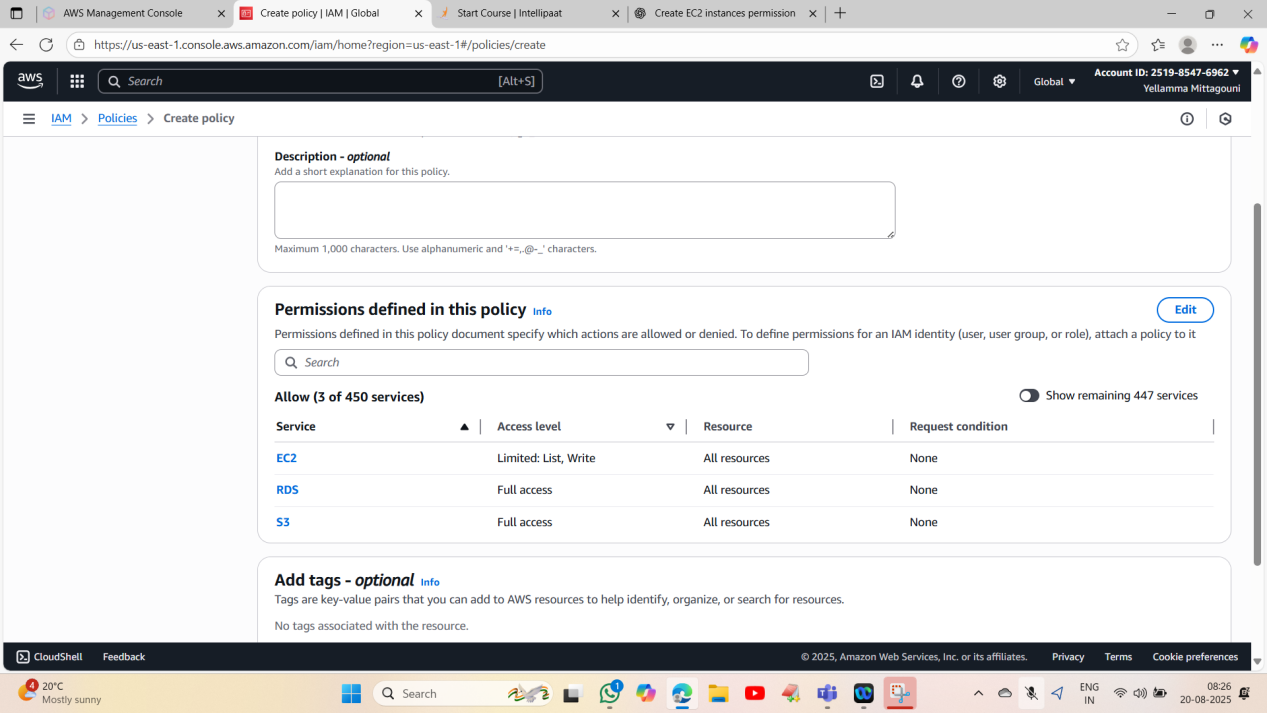 AWS Management Console
Create policy | IAM | Global
Start Course | Intellipaat
Create EC2 instances permission
https://us-east-1.console.aws.amazon.com/iam/home?region=us-east-1#/policies/create
aws
Search
[Alt+S]
Global
Account ID: 2519-8547-6962
Yellamma Mittagouni
IAM
Policies
Create policy
Description - optional
Add a short explanation for this policy.
Maximum 1,000 characters. Use alphanumeric and '+=,.@-_' characters.
Permissions defined in this policy Info
Edit
Permissions defined in this policy document specify which actions are allowed or denied. To define permissions for an IAM identity (user, user group, or role), attach a policy to it
Search
Allow (3 of 450 services)
Show remaining 447 services
Service Access level Resource Request condition
EC2 Limited: List, Write All resources None
RDS Full access All resources None
S3 Full access All resources None
Add tags - optional Info
Tags are key-value pairs that you can add to AWS resources to help identify, organize, or search for resources.
No tags associated with the resource.
CloudShell Feedback © 2025, Amazon Web Services, Inc. or its affiliates. Privacy Terms Cookie preferences
4
20°C
Mostly sunny
Search
1
ENG
IN
08:26
20-08-2025